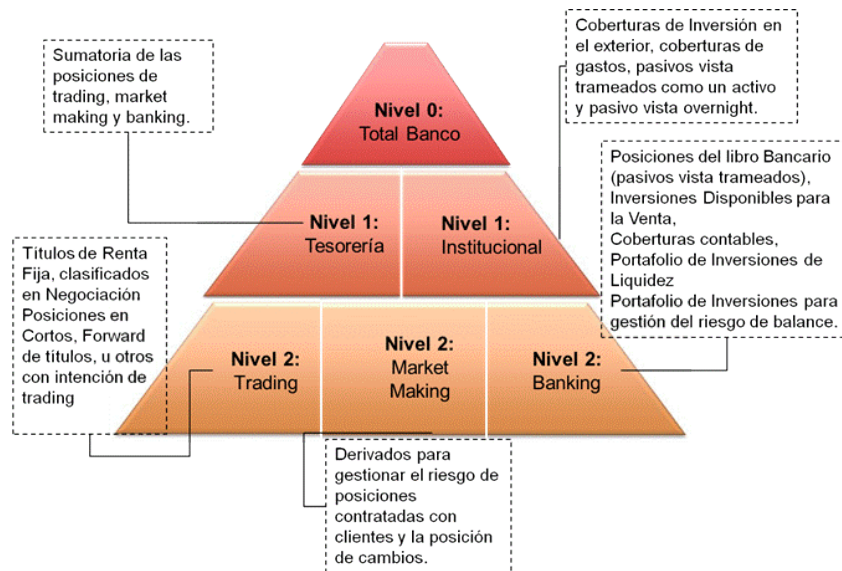 Sumatoria de las
posiciones de
trading, market
making y banking.
Coberturas de Inversión en
el exterior, coberturas de
gastos, pasivos vista
trameados como un activo
y pasivo vista overnight.
Nivel 0:
Total Banco
Nivel 1:
Tesorería
Nivel 1:
Institucional
Posiciones del libro Bancario
(pasivos vista trameados),
Inversiones Disponibles para
la Venta,
Coberturas contables,
Portafolio de Inversiones de
Liquidez
Portafolio de Inversiones para
gestión del riesgo de balance.
Títulos de Renta
Fija, clasificados
en Negociación
Posiciones en
Cortos, Forward
de títulos, u otros
con intención de
trading
Nivel 2:
Trading
Nivel 2:
Market
Making
Nivel 2:
Banking
Derivados para
gestionar el riesgo de
posiciones
contratadas con
clientes y la posición
de cambios.